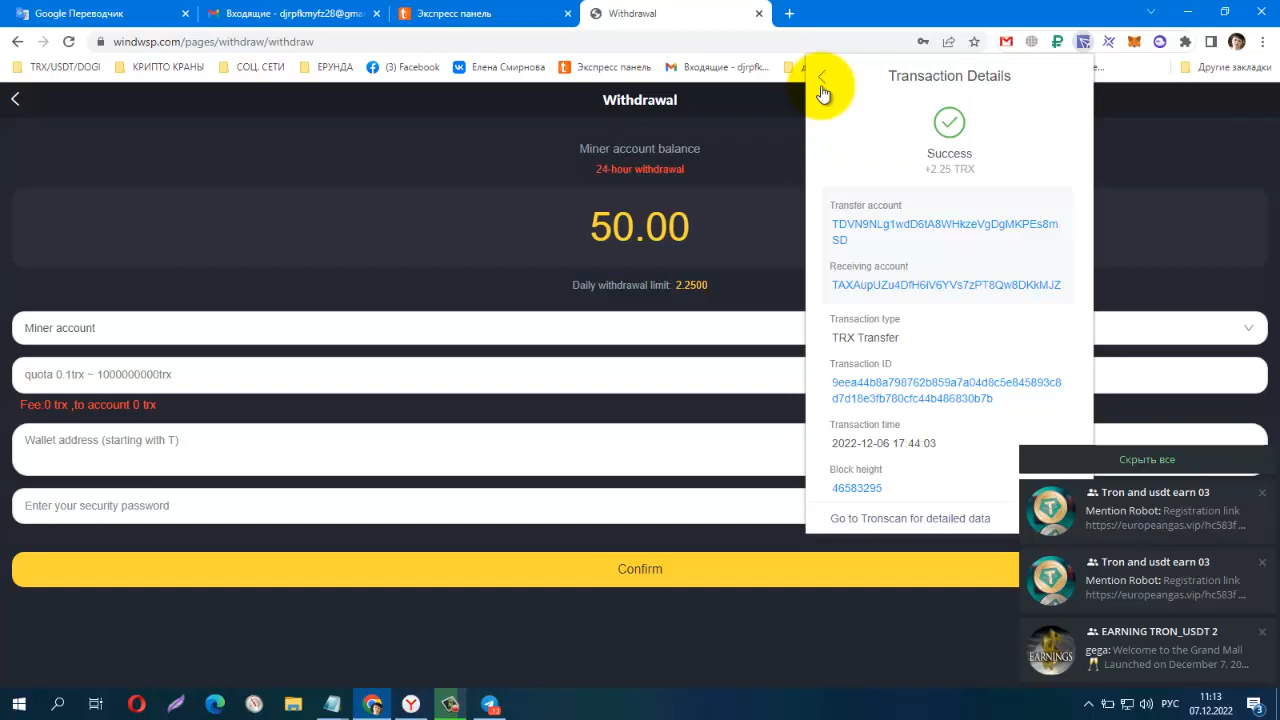 Google Переводчик
Входящие - djrpfkmyfz28@gma
Экспресс панель
Withdrawal
windwsp.com/pages/withdraw/withdraw
TRX/USDT/DOGI
КРИПТО КРАНЫ
СОЦ. СЕТИ
ЕРУНДА
(3) Facebook
Елена Смирнова
Экспресс панель
Входящие - djrpfk...
Другие закладки
Withdrawal
Miner account balance
24-hour withdrawal
50.00
Daily withdrawal limit: 2.2500
Miner account
quota 0.1trx ~ 1000000000trx
Fee:0 trx ,to account 0 trx
Wallet address (starting with T)
Enter your security password
Confirm
Transaction Details
Success
+2.25 TRX
Transfer account
TDVN9NLg1wdD6tA8WHkzeVgDgMKPEs8m
SD
Receiving account
TAXAupUZu4DfH6iV6YVs7zPT8Qw8DKkMJZ
Transaction type
TRX Transfer
Transaction ID
9eea44b8a798762b859a7a04d8c5e845893c8
d7d18e3fb780cfc44b486830b7b
Transaction time
2022-12-06 17:44:03
Block height
46583295
Go to Tronscan for detailed data
Скрыть все
Tron and usdt earn 03
Mention Robot: Registration link
https://europeangas.vip/hc583f ...
Tron and usdt earn 03
Mention Robot: Registration link
https://europeangas.vip/hc583f ...
EARNING TRON_USDT 2
gega: Welcome to the Grand Mall
Launched on December 7, 20...
EARNINGS
12
РУС
11:13
07.12.2022
3